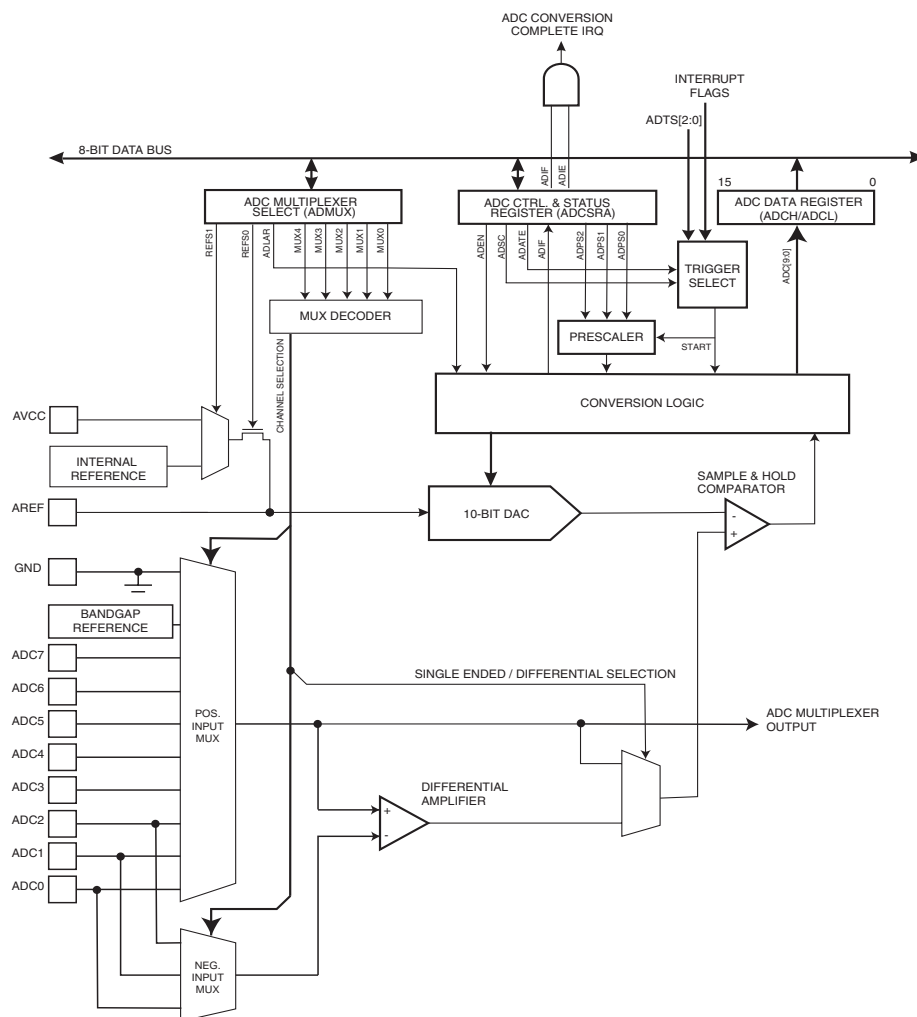 ADC CONVERSION
COMPLETE IRQ
INTERRUPT
FLAGS
ADTS[2:0]
8-BIT DATA BUS
ADIF
ADIE
15
0
ADC MULTIPLEXER
SELECT (ADMUX)
ADC CTRL. & STATUS
REGISTER (ADCSRA)
ADC DATA REGISTER
(ADCH/ADCL)
REFS1
REFS0
ADLAR
MUX4
MUX3
MUX2
MUX1
MUX0
ADEN
ADSC
ADATE
ADIF
ADPS2
ADPS1
ADPS0
ADC[9:0]
TRIGGER
SELECT
MUX DECODER
PRESCALER
START
CHANNEL SELECTION
CONVERSION LOGIC
AVCC
INTERNAL
REFERENCE
SAMPLE & HOLD
COMPARATOR
AREF
10-BIT DAC
-
+
GND
BANDGAP
REFERENCE
ADC7
SINGLE ENDED / DIFFERENTIAL SELECTION
ADC6
ADC5
POS.
INPUT
MUX
ADC MULTIPLEXER
OUTPUT
ADC4
ADC3
DIFFERENTIAL
AMPLIFIER
+
-
ADC2
ADC1
ADC0
NEG.
INPUT
MUX